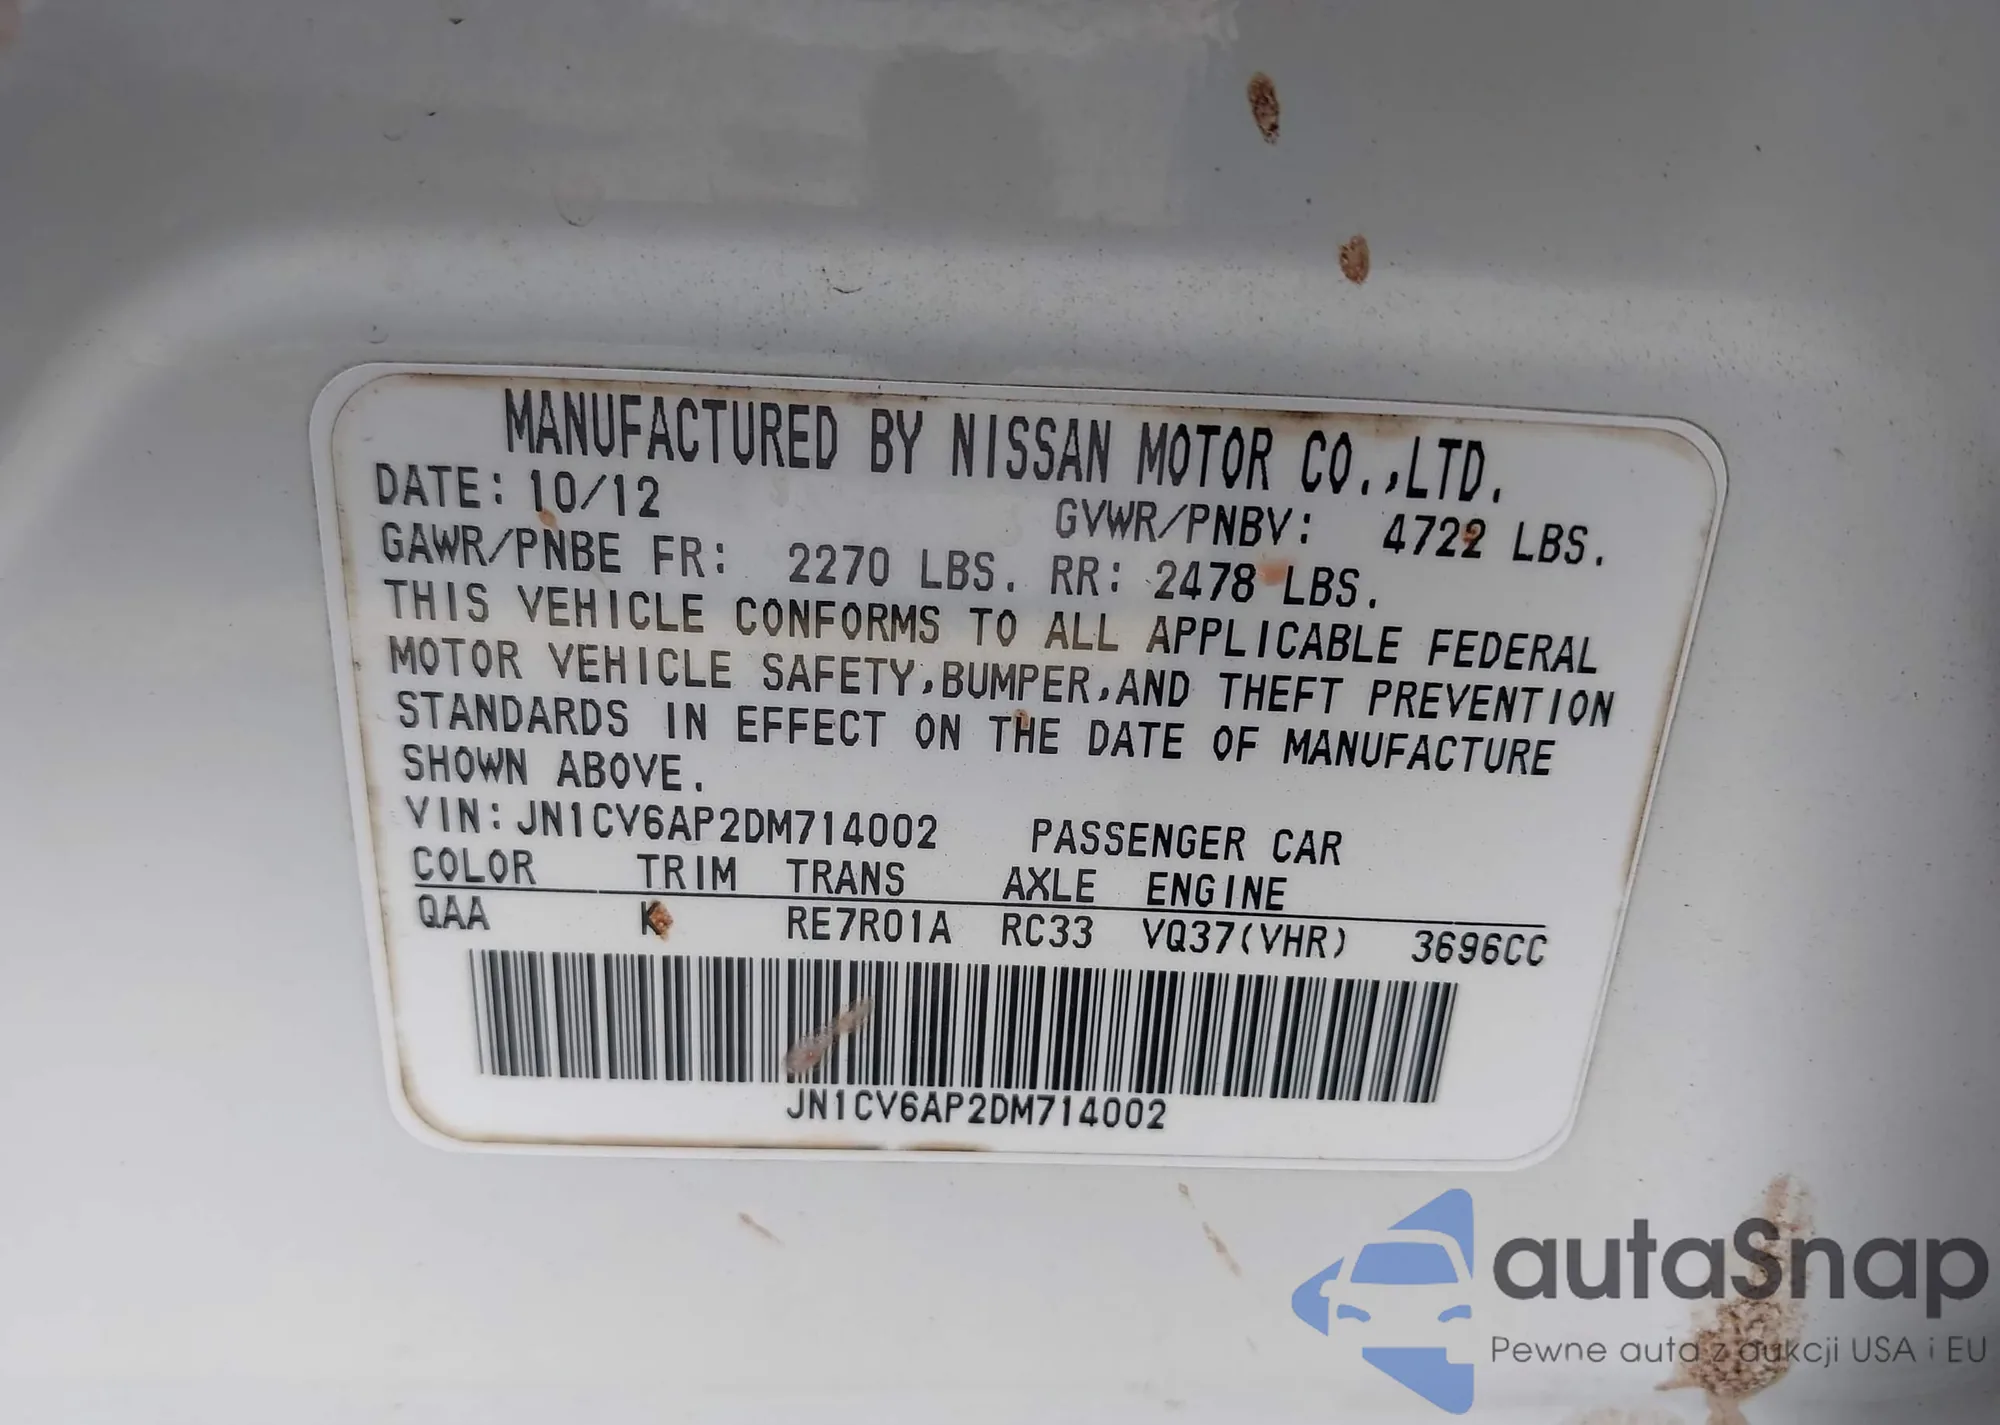 MANUFACTURED BY NISSAN MOTOR CO.,LTD.
DATE: 10/12 GVWR/PNBV: 4722 LBS.
GAWR/PNBE FR: 2270 LBS. RR: 2478 LBS.
THIS VEHICLE CONFORMS TO ALL APPLICABLE FEDERAL
MOTOR VEHICLE SAFETY,BUMPER,AND THEFT PREVENTION
STANDARDS IN EFFECT ON THE DATE OF MANUFACTURE
SHOWN ABOVE.
VIN:JN1CV6AP2DM714002 PASSENGER CAR
COLOR TRIM TRANS AXLE ENGINE
QAA K RE7R01A RC33 VQ37(VHR) 3696CC
JN1CV6AP2DM714002
autaSnap
Pewne auta z aukcji USA i EU